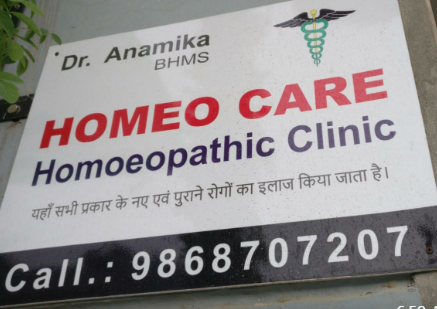 Dr. Anamika
BHMS
HOMEO CARE
Homoeopathic Clinic
यहाँ सभी प्रकार के नए एवं पुराने रोगों का इलाज किया जाता है।
Call.: 9868707207